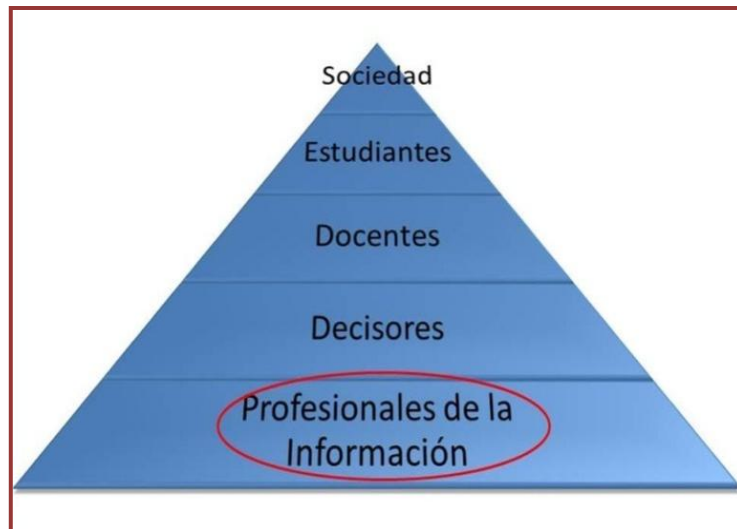 Sociedad
Estudiantes
Docentes
Decisores
Profesionales de la
Información